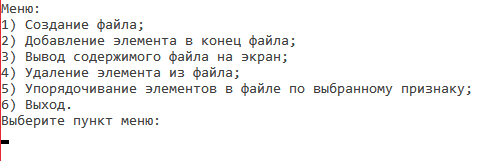 Меню:
1) Создание файла;
2) Добавление элемента в конец файла;
3) Вывод содержимого файла на экран;
4) Удаление элемента из файла;
5) Упорядочивание элементов в файле по выбранному признаку;
6) Выход.
Выберите пункт меню: